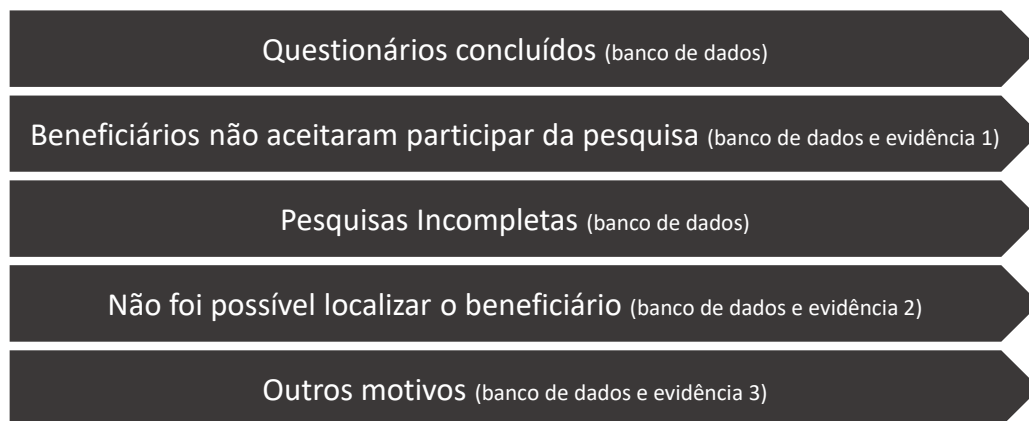 Questionários concluídos (banco de dados)
Beneficiários não aceitaram participar da pesquisa (banco de dados e evidência 1)
Pesquisas Incompletas (banco de dados)
Não foi possível localizar o beneficiário (banco de dados e evidência 2)
Outros motivos (banco de dados e evidência 3)